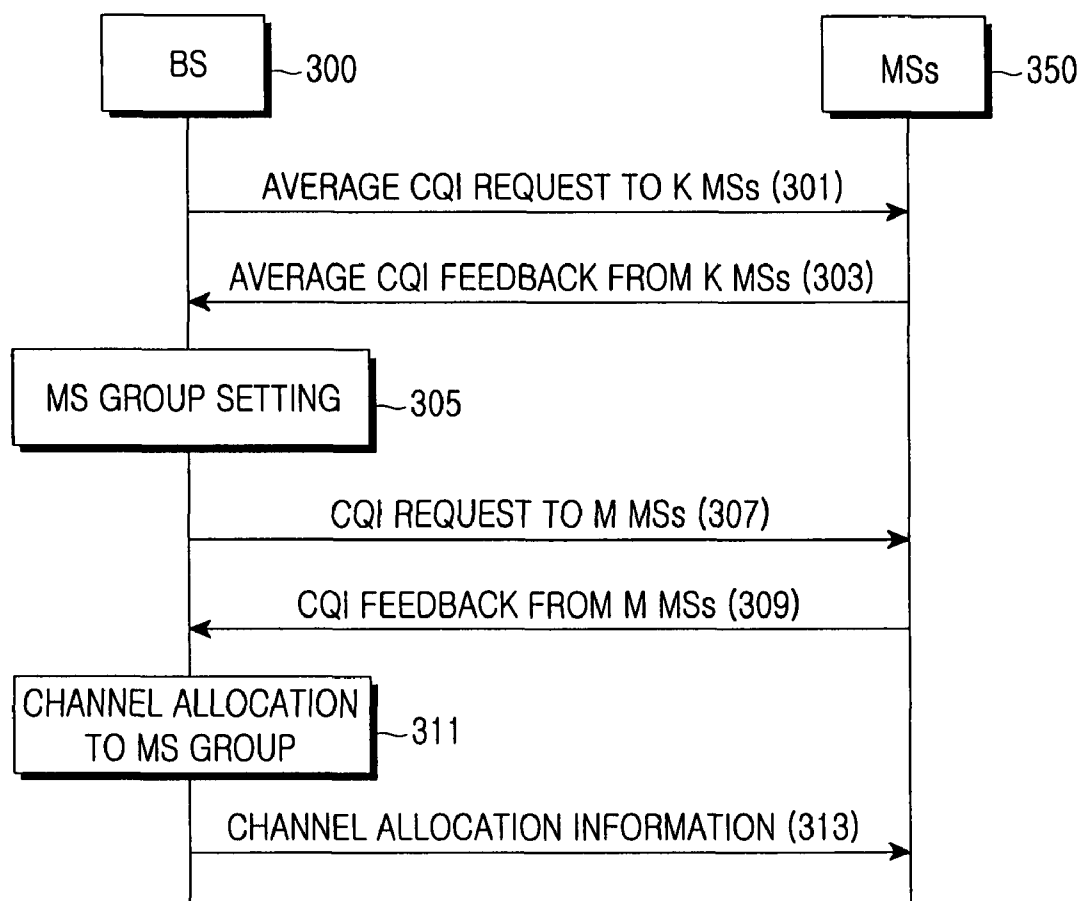 BS
300
MSs
350
AVERAGE CQI REQUEST TO K MSs (301)
AVERAGE CQI FEEDBACK FROM K MSs (303)
MS GROUP SETTING
305
CQI REQUEST TO M MSs (307)
CQI FEEDBACK FROM M MSs (309)
CHANNEL ALLOCATION
TO MS GROUP
311
CHANNEL ALLOCATION INFORMATION (313)